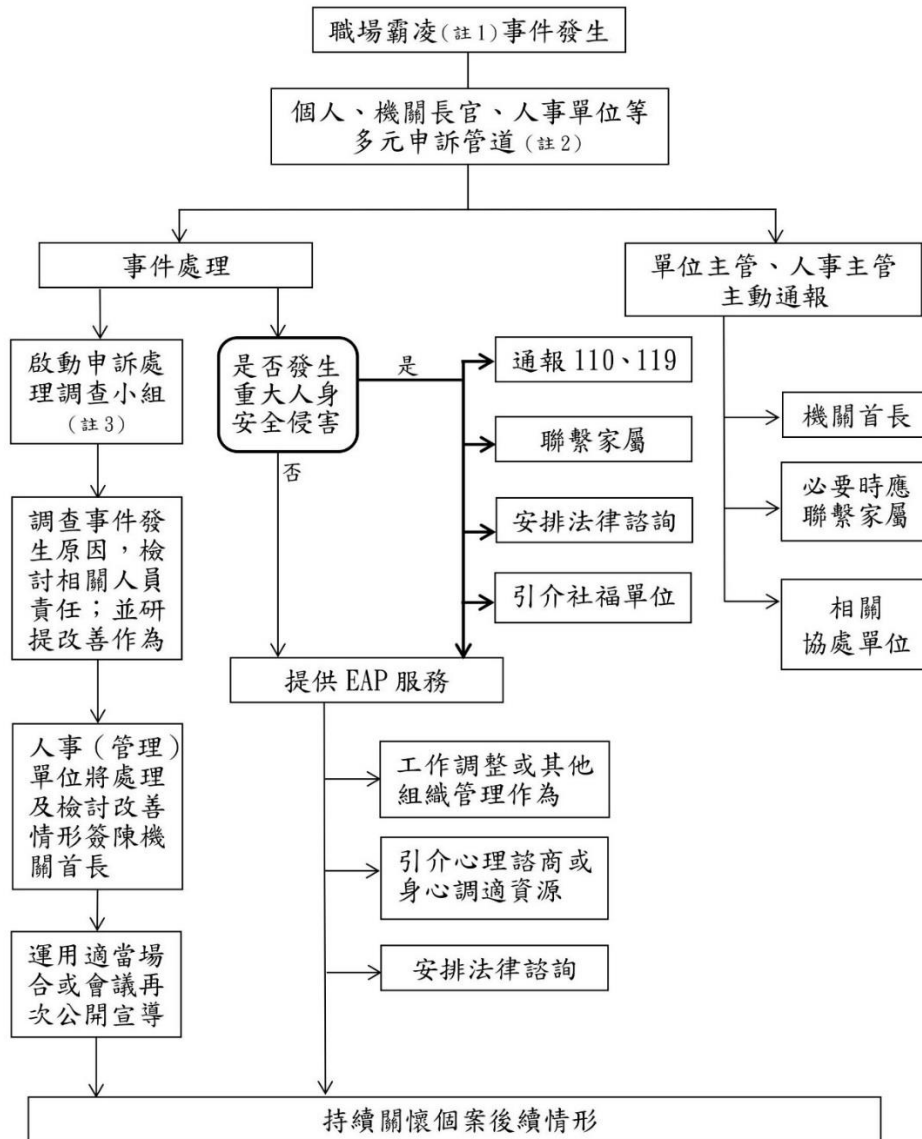 職場霸凌(註1)事件發生
個人、機關長官、人事單位等
多元申訴管道(註2)
事件處理
單位主管、人事主管
主動通報
啟動申訴處
理調查小組
(註3)
是否發生
重大人身
安全侵害
是
否
通報110、119
聯繫家屬
安排法律諮詢
引介社福單位
機關首長
必要時應
聯繫家屬
相關
協處單位
調查事件發
生原因，檢
討相關人員
責任；並研
提改善作為
提供EAP服務
人事（管理）
單位將處理
及檢討改善
情形簽陳機
關首長
工作調整或其他
組織管理作為
引介心理諮商或
身心調適資源
安排法律諮詢
運用適當場
合或會議再
次公開宣導
持續關懷個案後續情形